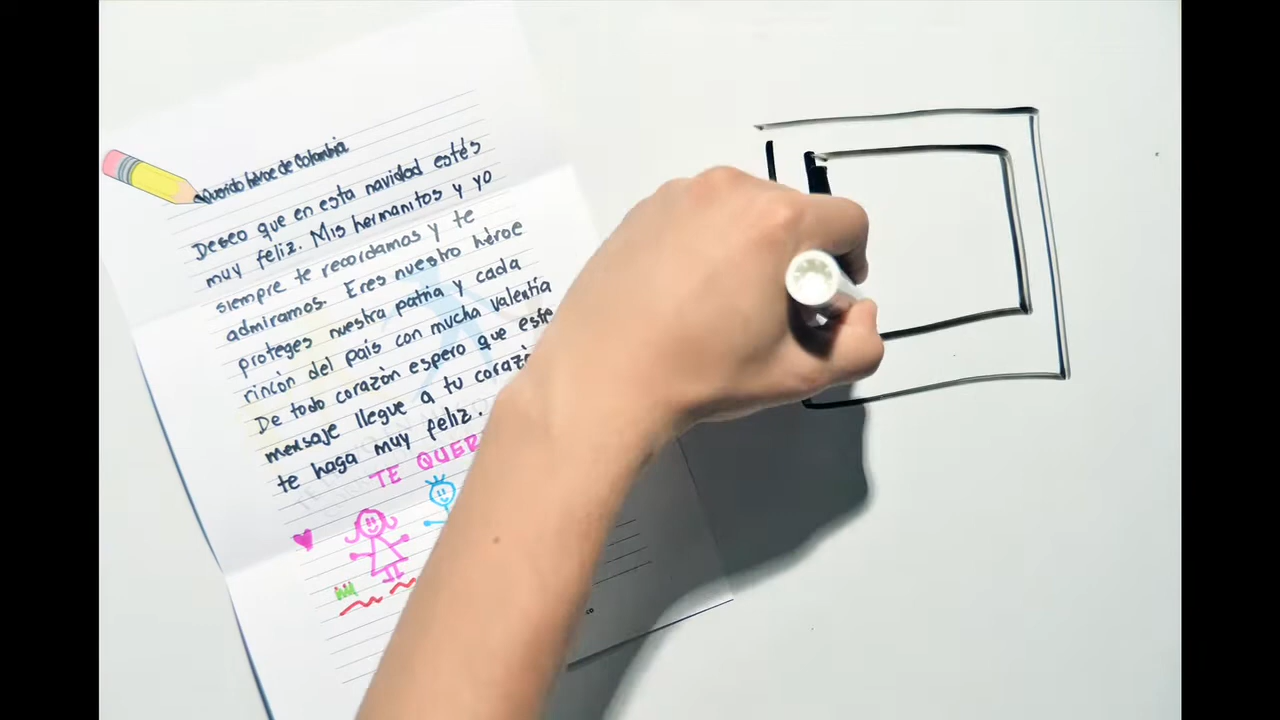 Querido héroe de Colombia
Deseo que en esta navidad estés
muy feliz. Mis hermanitos y yo
siempre te recordamos y te
admiramos. Eres nuestro héroe
proteges nuestra patria y cada
rincón del país con mucha valentía
De todo corazón espero que este
mensaje llegue a tu
te haga muy feliz.
TE